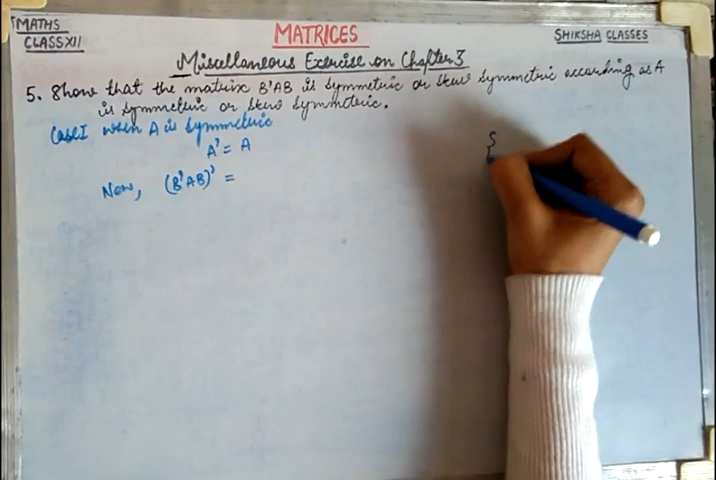 MATHS
CLASS XII
MATRICES
SHIKSHA CLASSES
Miscellaneous Exercise on Chapter 3
5. Show that the matrix B'AB is symmetric or skew symmetric according as A
is symmetric or skew symmetric.
Case I when A is symmetric
A' = A
Now, (B'AB)' =